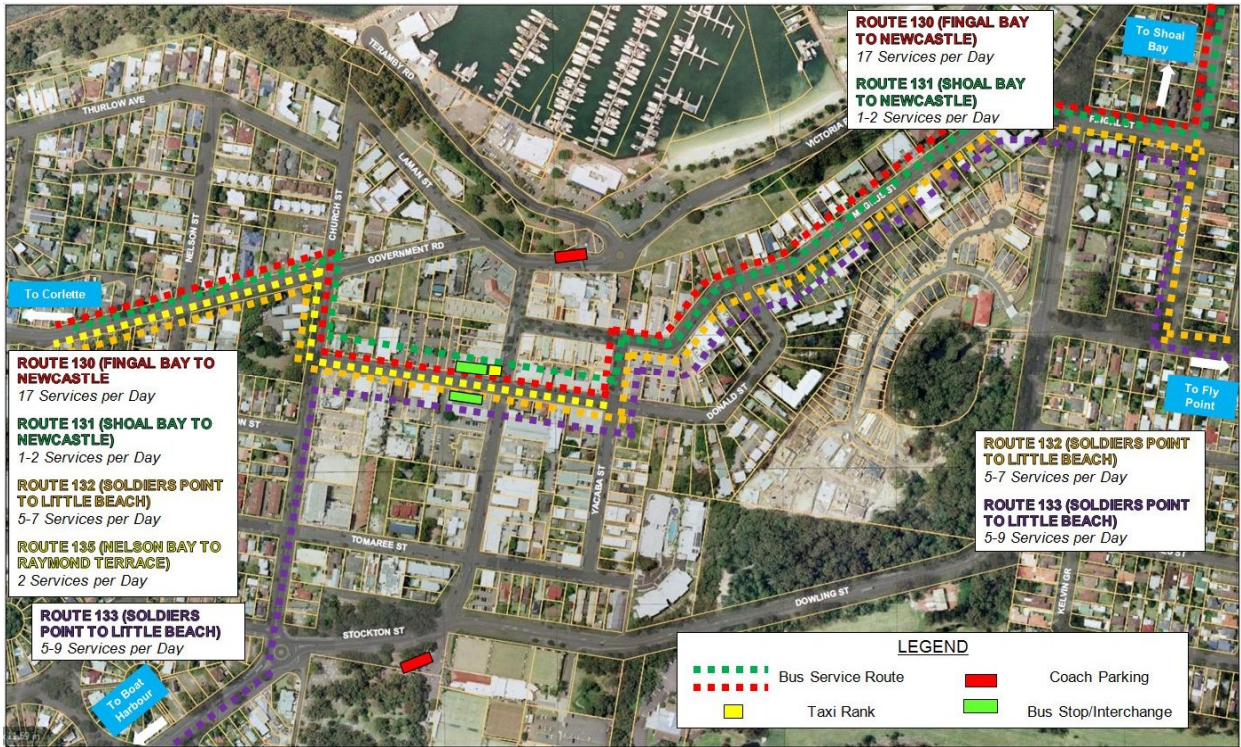 ROUTE 130 (FINGAL BAY
TO NEWCASTLE)
17 Services per Day
ROUTE 131 (SHOAL BAY
TO NEWCASTLE)
1-2 Services per Day
To Shoal
Bay
TERAMBY RD
THURLOW AVE
VICTORIA
LAMAN ST
CHURCH ST
NELSON ST
GOVERNMENT RD
To Corlette
ROUTE 130 (FINGAL BAY TO
NEWCASTLE
17 Services per Day
ROUTE 131 (SHOAL BAY TO
NEWCASTLE)
1-2 Services per Day
ROUTE 132 (SOLDIERS POINT
TO LITTLE BEACH)
5-7 Services per Day
ROUTE 135 (NELSON BAY TO
RAYMOND TERRACE)
2 Services per Day
ROUTE 133 (SOLDIERS
POINT TO LITTLE BEACH)
5-9 Services per Day
To Boat
Harbour
DONALD ST
YACABA ST
TOMAREE ST
STOCKTON ST
DOWLING ST
KELVIN GR
To Fly
Point
ROUTE 132 (SOLDIERS POINT
TO LITTLE BEACH)
5-7 Services per Day
ROUTE 133 (SOLDIERS POINT
TO LITTLE BEACH)
5-9 Services per Day
LEGEND
Bus Service Route
Coach Parking
Taxi Rank
Bus Stop/Interchange